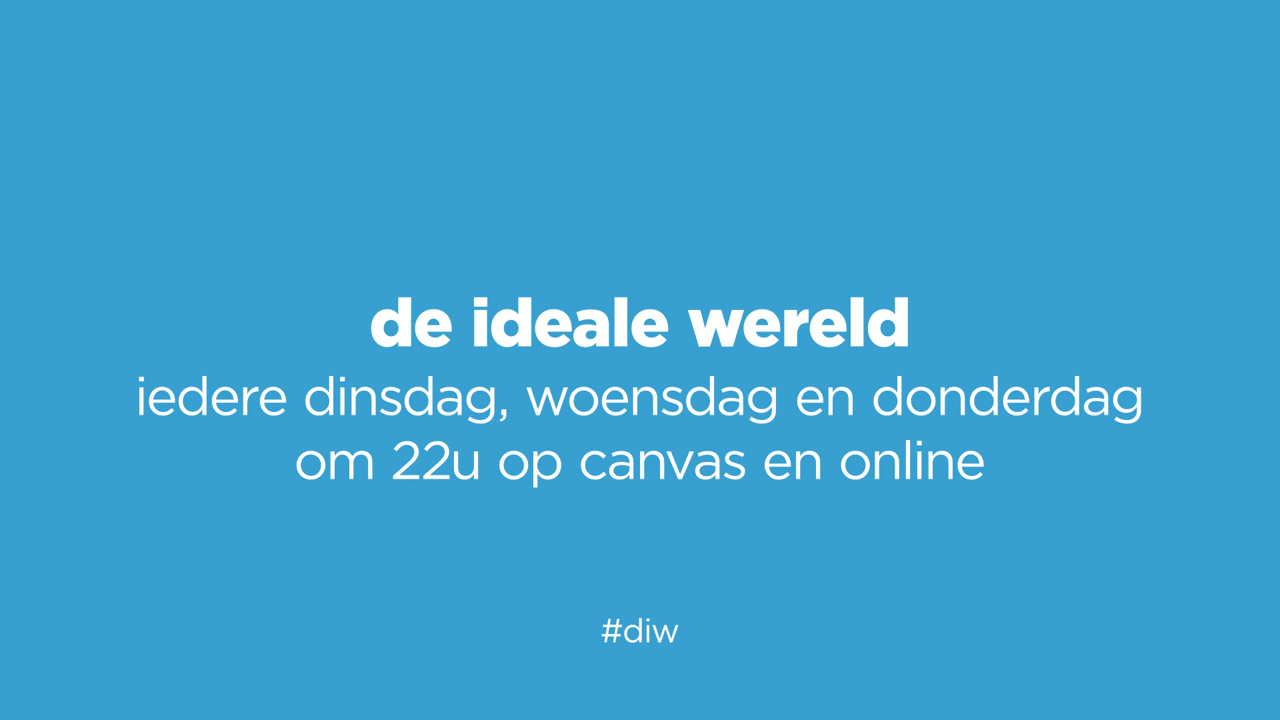 de ideale wereld
iedere dinsdag, woensdag en donderdag
om 22u op canvas en online
#diw